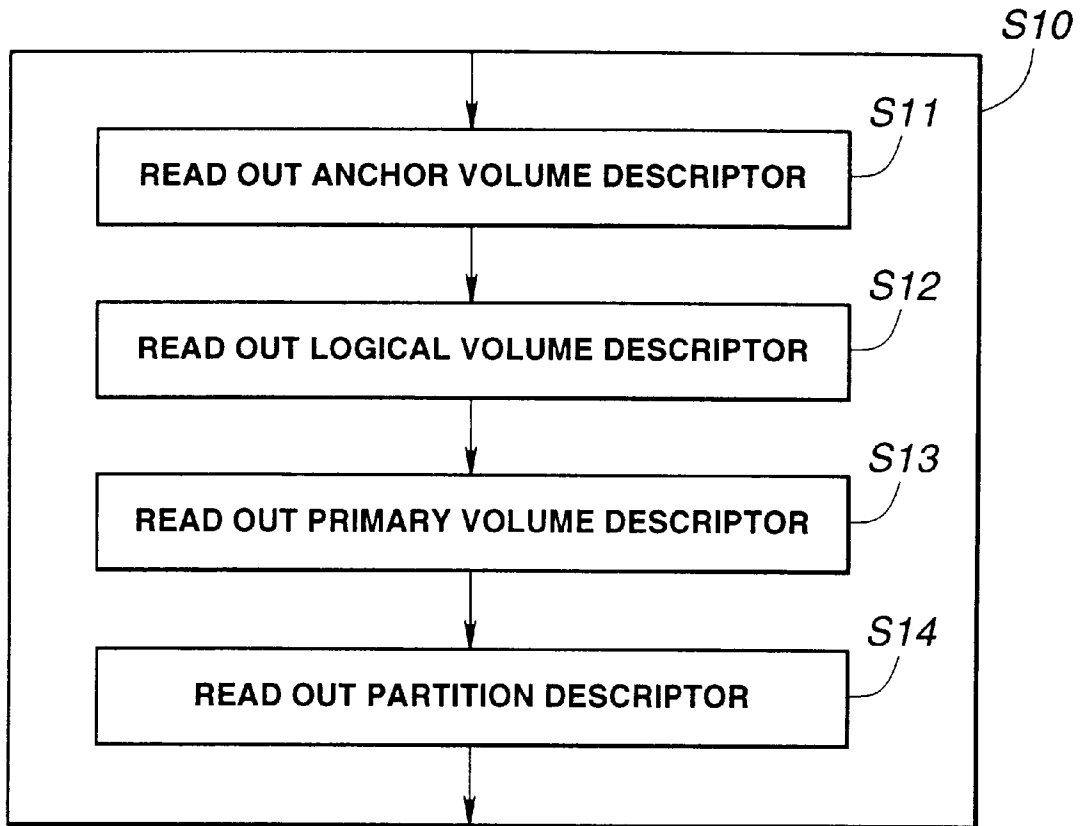 S10
S11
READ OUT ANCHOR VOLUME DESCRIPTOR
S12
READ OUT LOGICAL VOLUME DESCRIPTOR
S13
READ OUT PRIMARY VOLUME DESCRIPTOR
S14
READ OUT PARTITION DESCRIPTOR